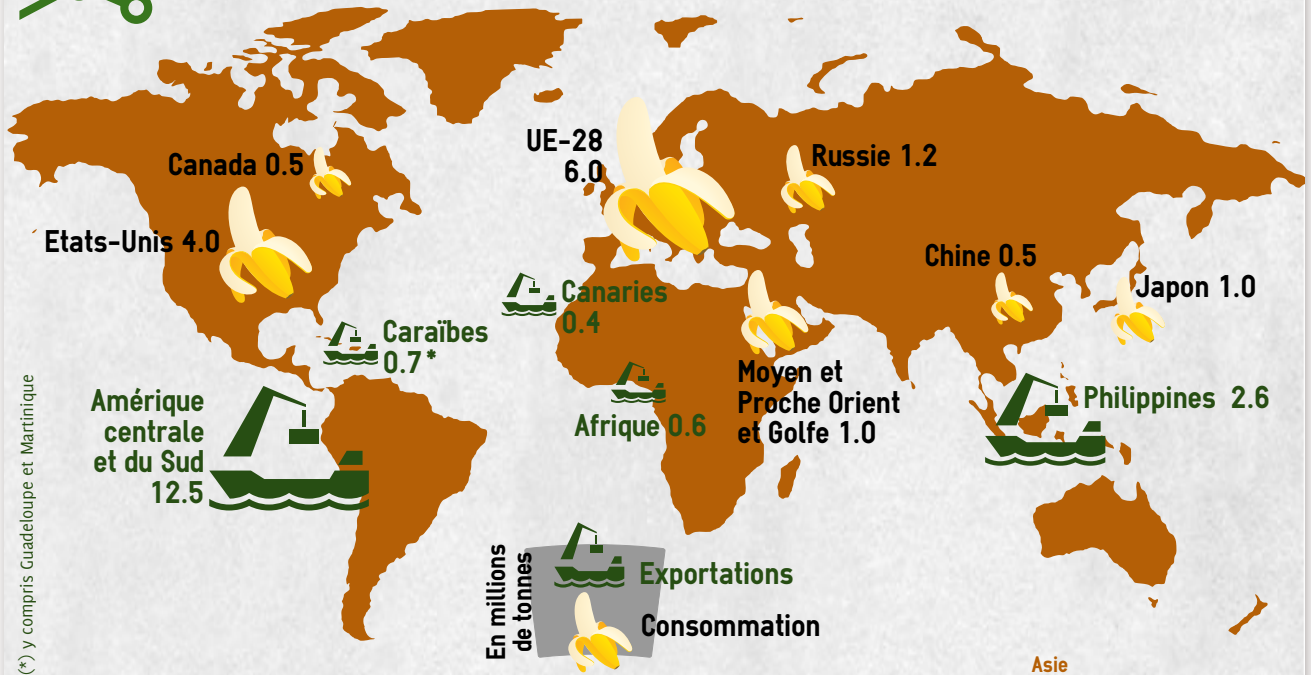 Canada 0.5
Etats-Unis 4.0
UE-28
6.0
Russie 1.2
Chine 0.5
Japon 1.0
Canaries
0.4
Caraïbes
0.7*
Moyen et
Proche Orient
et Golfe 1.0
Afrique 0.6
Philippines 2.6
Amérique
centrale
et du Sud
12.5
En millions
de tonnes
Exportations
Consommation
(*) y compris Guadeloupe et Martinique
Asie